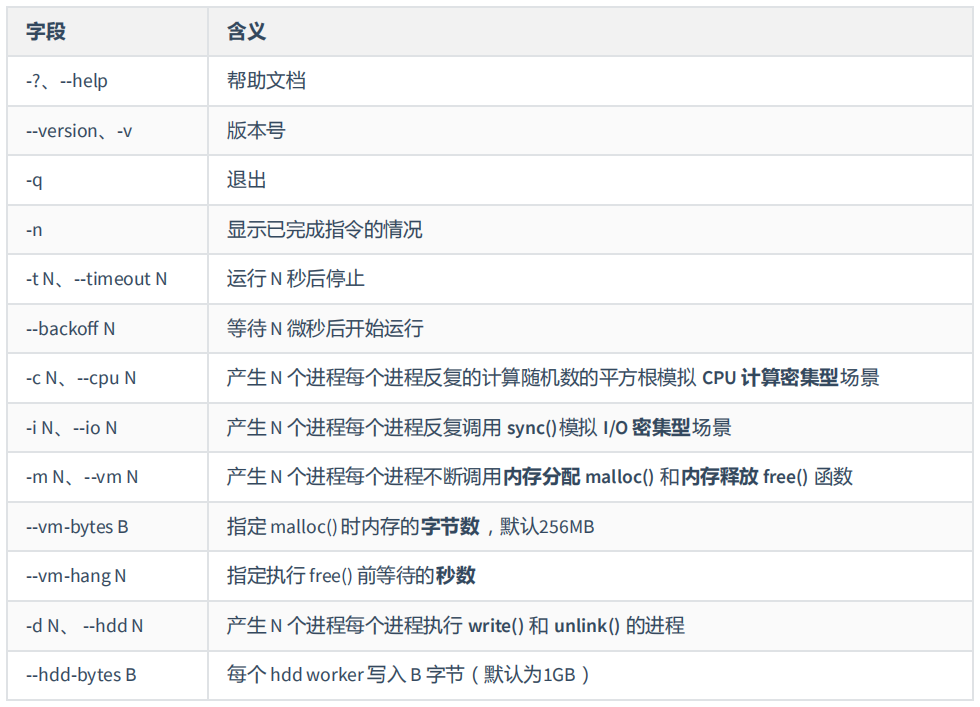 字段 含义
-?、--help 帮助文档
--version、-v 版本号
-q 退出
-n 显示已完成指令的情况
-t N、--timeout N 运行 N 秒后停止
--backoff N 等待 N 微秒后开始运行
-c N、--cpu N 产生 N 个进程每个进程反复的计算随机数的平方根模拟 CPU 计算密集型场景
-i N、--io N 产生 N 个进程每个进程反复调用 sync()模拟 I/O 密集型场景
-m N、--vm N 产生 N 个进程每个进程不断调用内存分配 malloc() 和内存释放 free() 函数
--vm-bytes B 指定 malloc() 时内存的字节数，默认256MB
--vm-hang N 指定执行 free() 前等待的秒数
-d N、 --hdd N 产生 N 个进程每个进程执行 write() 和 unlink() 的进程
--hdd-bytes B 每个 hdd worker 写入 B 字节（默认为1GB）